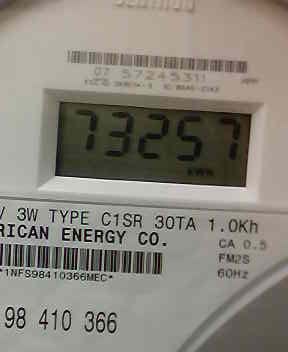 07 57245311
73257
KWH
V 3W TYPE C1SR 30TA 1.0Kh
RICAN ENERGY CO.
CA 0.5
FM2S
60Hz
*1NFS98410366MEC*
98 410 366